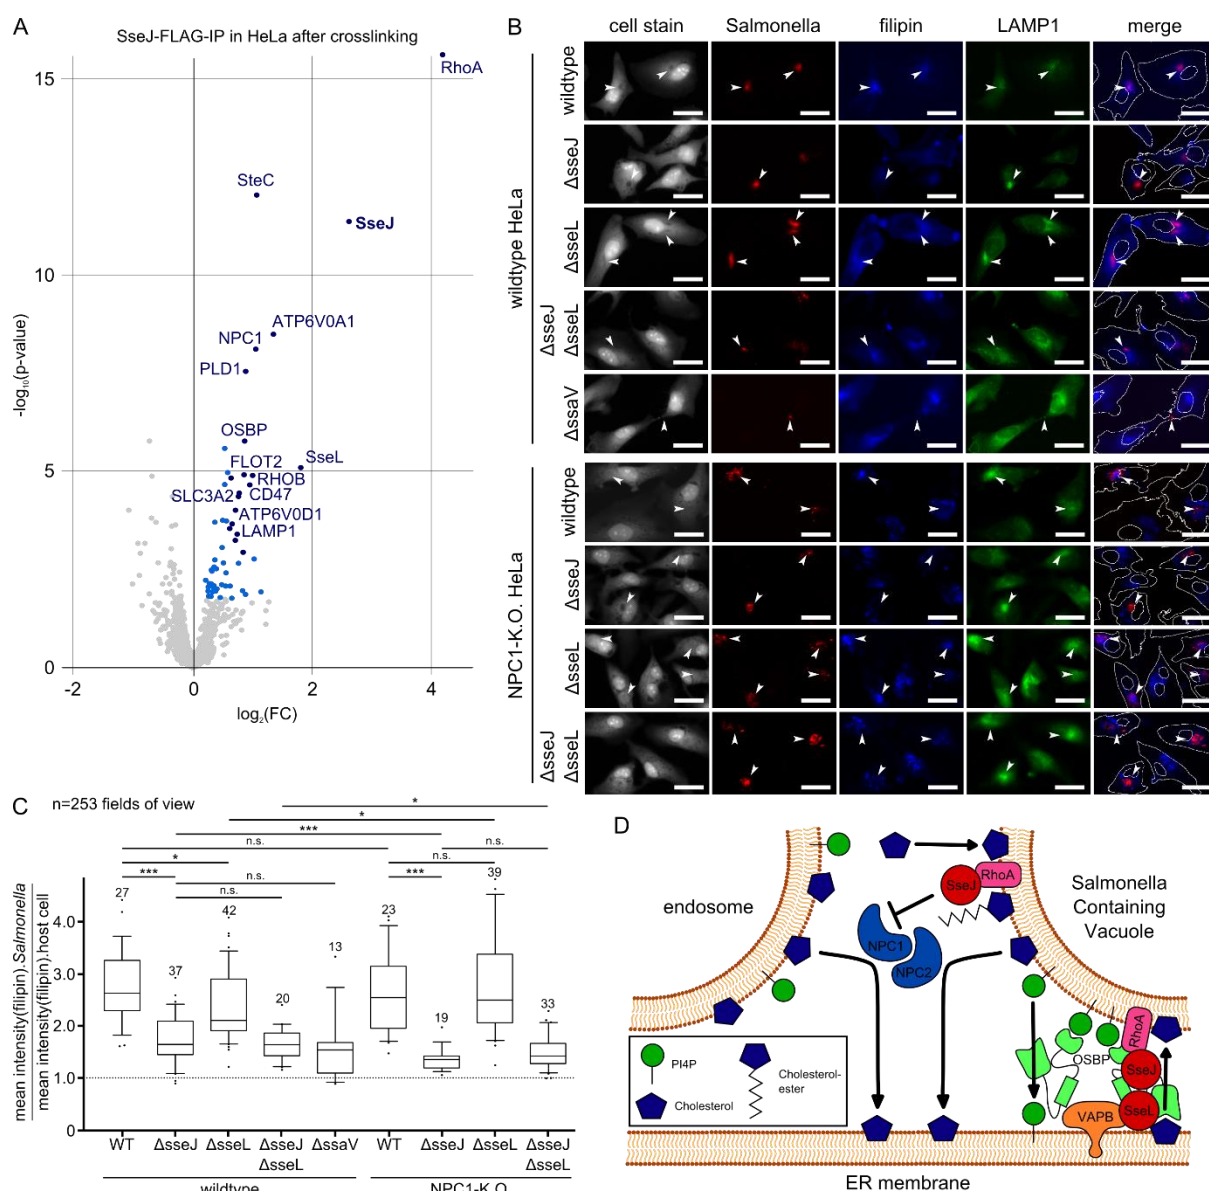 A
SseJ-FLAG-IP in HeLa after crosslinking
15
10
5
0
-log₁₀(p-value)
-2
0
2
4
log₂(FC)
RhoA
SteC
SseJ
ATP6V0A1
NPC1
PLD1
OSBP
SseL
FLOT2
RHOB
SLC3A2
CD47
ATP6V0D1
LAMP1
B
cell stain
Salmonella
filipin
LAMP1
merge
wildtype HeLa
wildtype
ΔsseJ
ΔsseL
ΔsseJ
ΔsseL
ΔssaV
NPC1-K.O. HeLa
wildtype
ΔsseJ
ΔsseL
ΔsseJ
ΔsseL
C
n=253 fields of view
*
*
***
n.s.
n.s.
n.s.
n.s.
*
n.s.
***
***
n.s.
27
37
42
20
13
23
19
39
33
mean intensity(filipin).Salmonella
mean intensity(filipin).host cell
4.0
3.0
2.0
1.0
0
WT
ΔsseJ
ΔsseL
ΔsseJ
ΔsseL
ΔssaV
WT
ΔsseJ
ΔsseL
ΔsseJ
ΔsseL
wildtype
NPC1-K.O.
D
endosome
SseJ
RhoA
Salmonella
Containing
Vacuole
NPC1
NPC2
PI4P
Cholesterol-
ester
Cholesterol
OSBP
RhoA
SseJ
SseL
VAPB
ER membrane